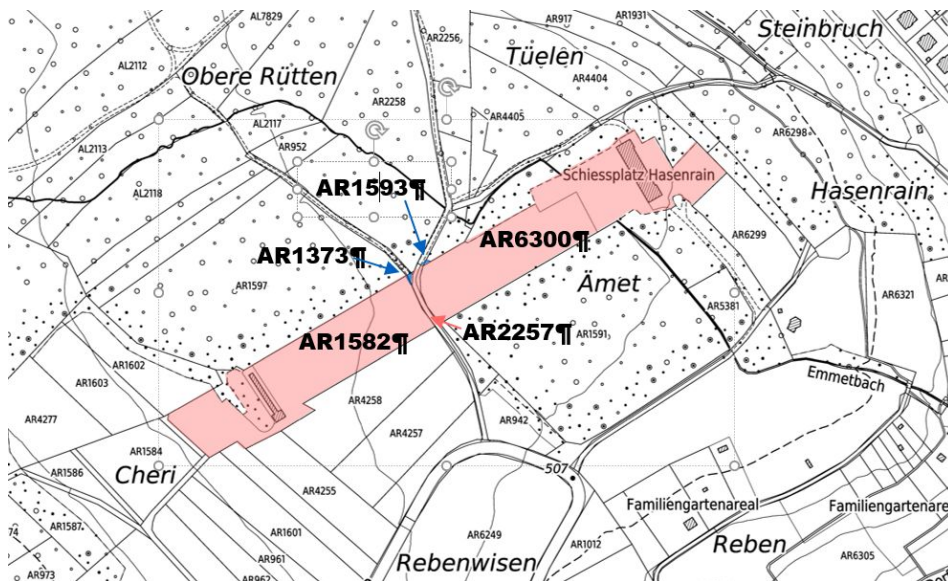 AL7829
AR917
AR1931
Steinbruch
AR2256
Tüelen
AL2112
Obere Rütten
AR4404
AR2258
AR4405
AL2117
AR6298
AL2113
AR952
Schiessplatz Hasenrain
AL2118
AR1593¶
Hasenrain
AR6300¶
AR6299
AR1373¶
Ämet
AR1597
AR6321
AR5381
AR1582¶
AR2257¶
AR1591
AR1602
Emmetbach
AR1603
AR4258
AR4277
AR942
AR4257
AR1584
507
AR1586
Cheri
AR4255
Familiengartenareal
Familiengartenareal
AR1587
74
AR1601
AR6249
AR1012
Reben
AR961
AR6305
AR973
Rebenwisen
AR962